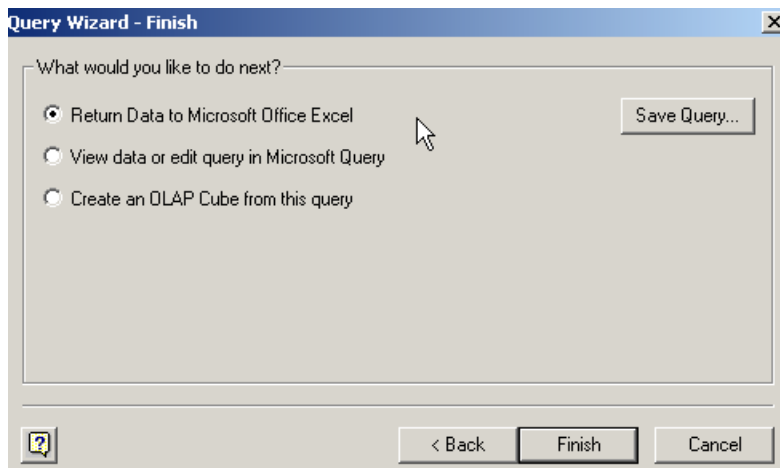 Query Wizard - Finish
What would you like to do next?
Return Data to Microsoft Office Excel
Save Query...
View data or edit query in Microsoft Query
Create an OLAP Cube from this query
< Back
Finish
Cancel